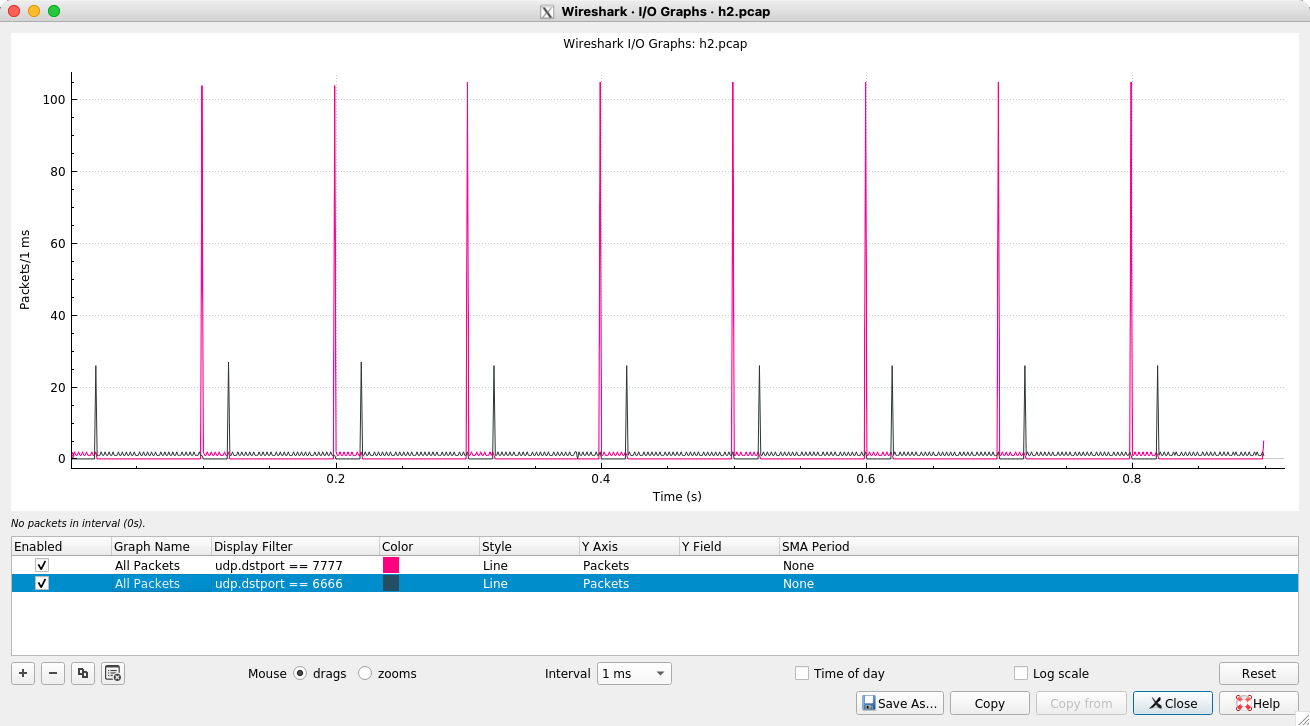 Wireshark · I/O Graphs · h2.pcap
Wireshark I/O Graphs: h2.pcap
100
80
60
40
20
0
Packets/1 ms
0.2 0.4 0.6 0.8
Time (s)
No packets in interval (0s).
Enabled Graph Name Display Filter Color Style Y Axis Y Field SMA Period
All Packets udp.dstport == 7777 Line Packets None
All Packets udp.dstport == 6666 Line Packets None
Mouse drags zooms Interval 1 ms Time of day Log scale Reset
Save As... Copy Copy from Close Help